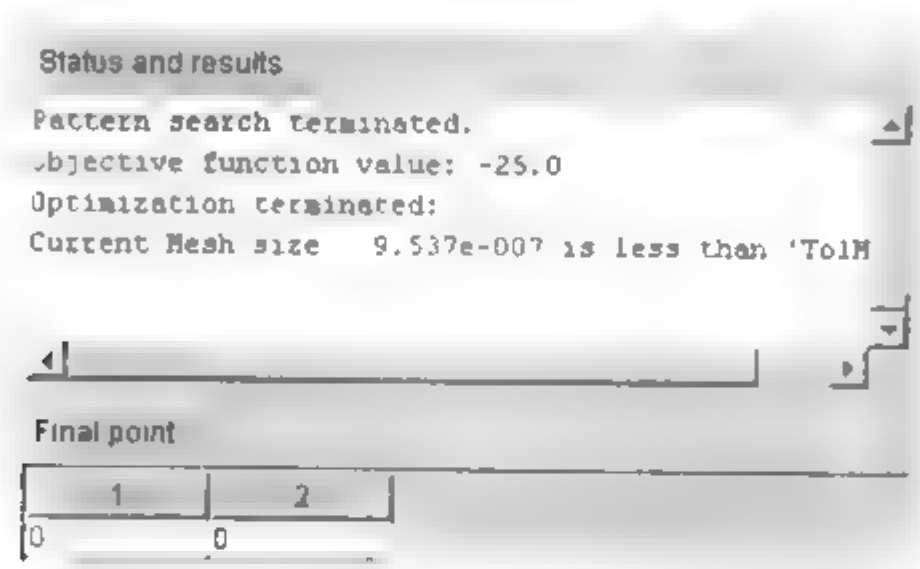 Status and results
Pattern search terminated.
Objective function value: -25.0
Optimization terminated:
Current Mesh size 9.537e-007 is less than 'TolM
Final point
1 2
0 0